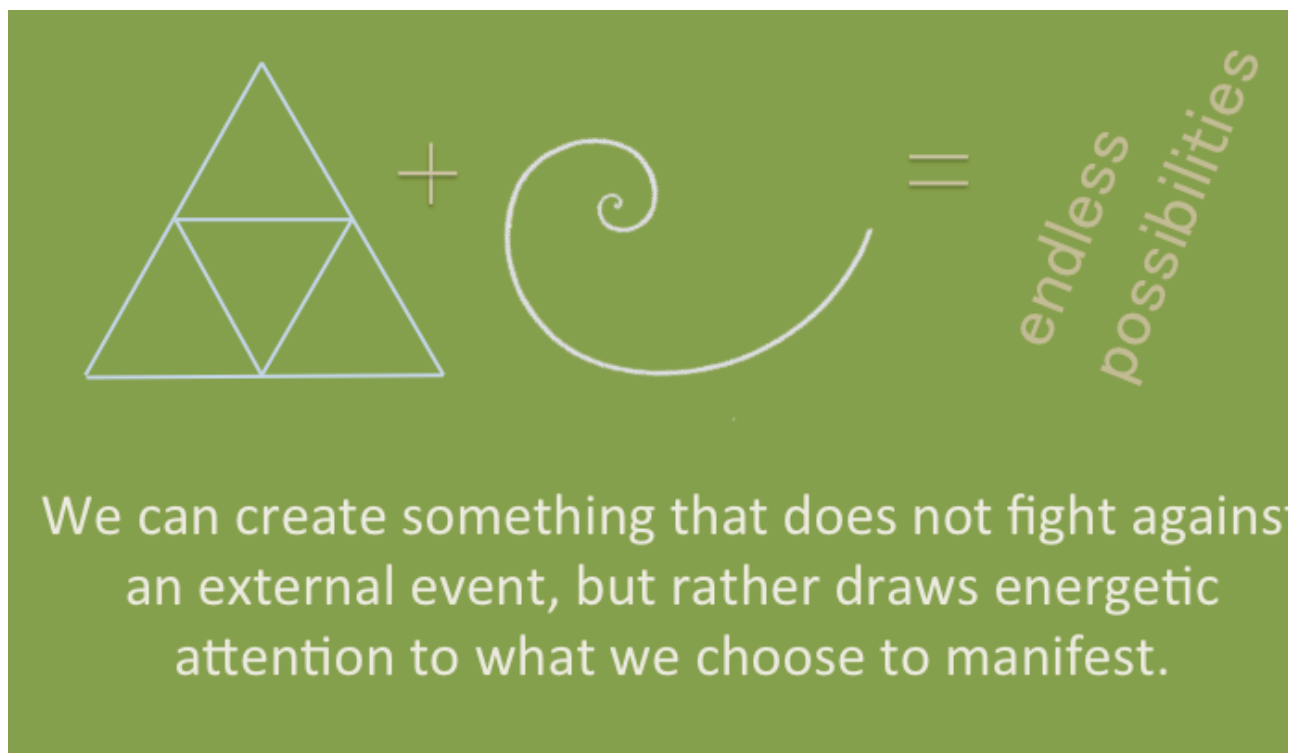 +
=
endless
possibilities
We can create something that does not fight against
an external event, but rather draws energetic
attention to what we choose to manifest.